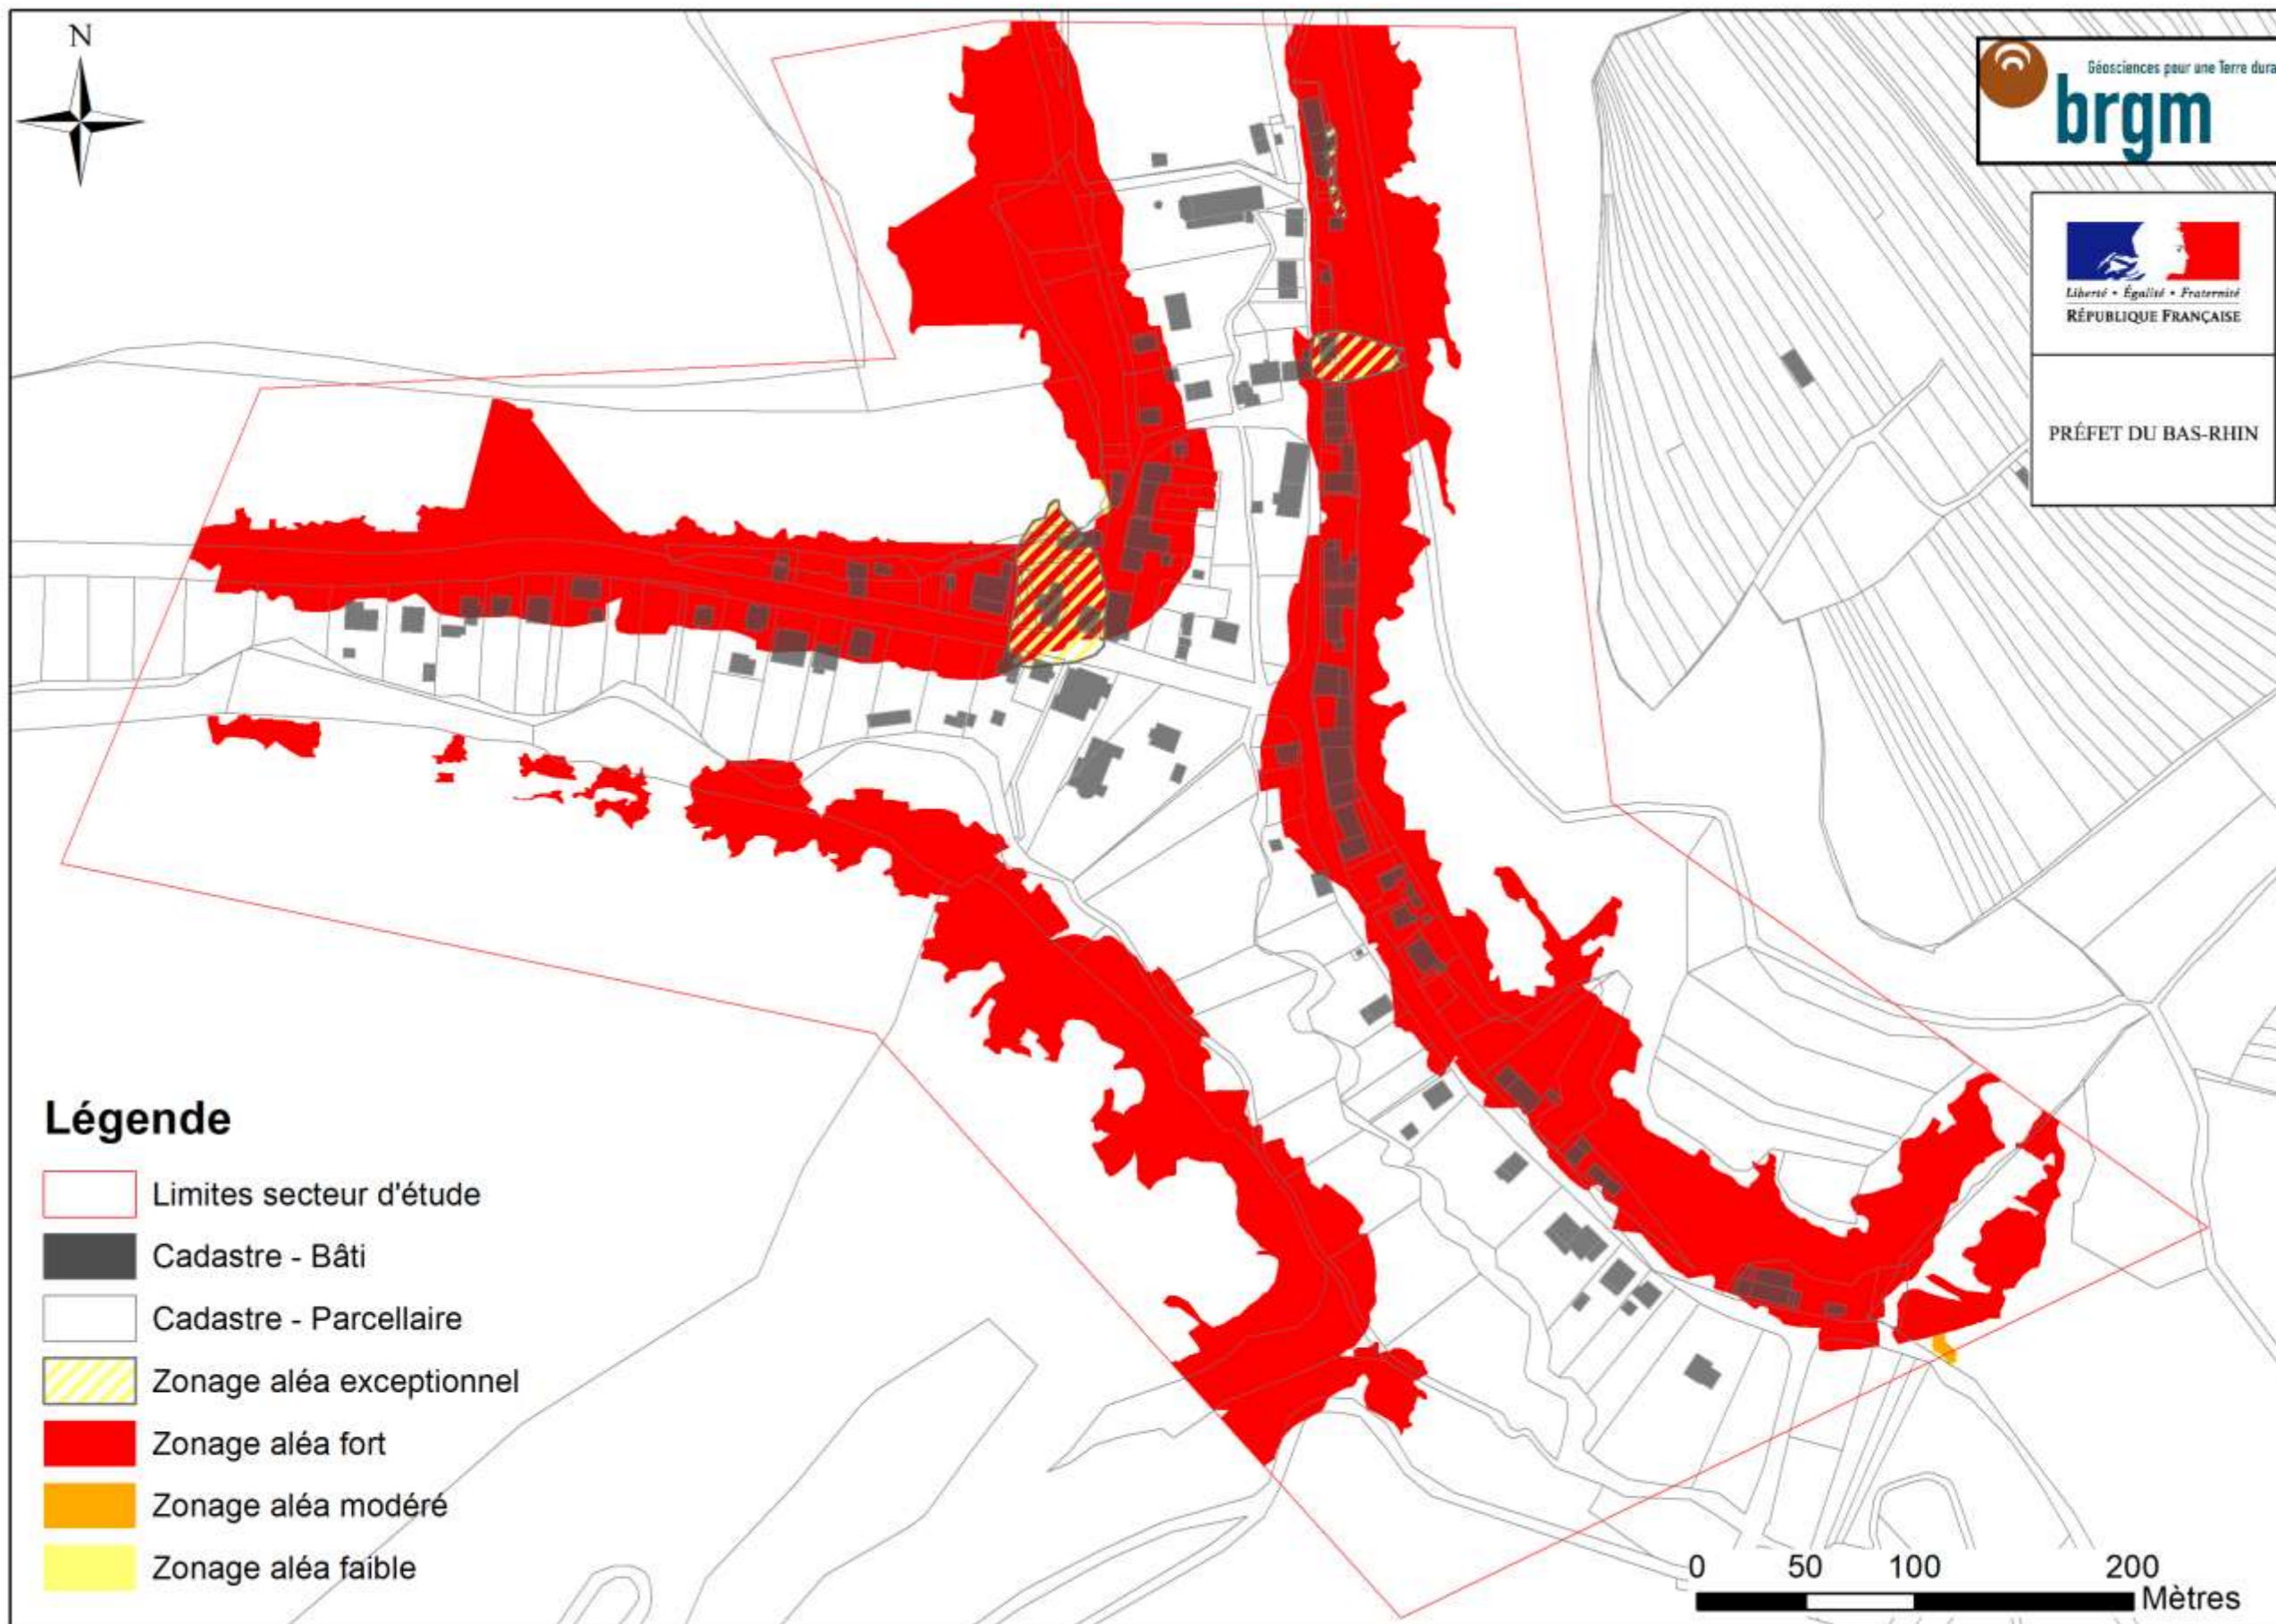 N
Géosciences pour une Terre dura
brgm
Liberté • Égalité • Fraternité
RÉPUBLIQUE FRANÇAISE
PRÉFET DU BAS-RHIN
Légende
Limites secteur d'étude
Cadastre - Bâti
Cadastre - Parcellaire
Zonage aléa exceptionnel
Zonage aléa fort
Zonage aléa modéré
Zonage aléa faible
0 50 100 200
Mètres